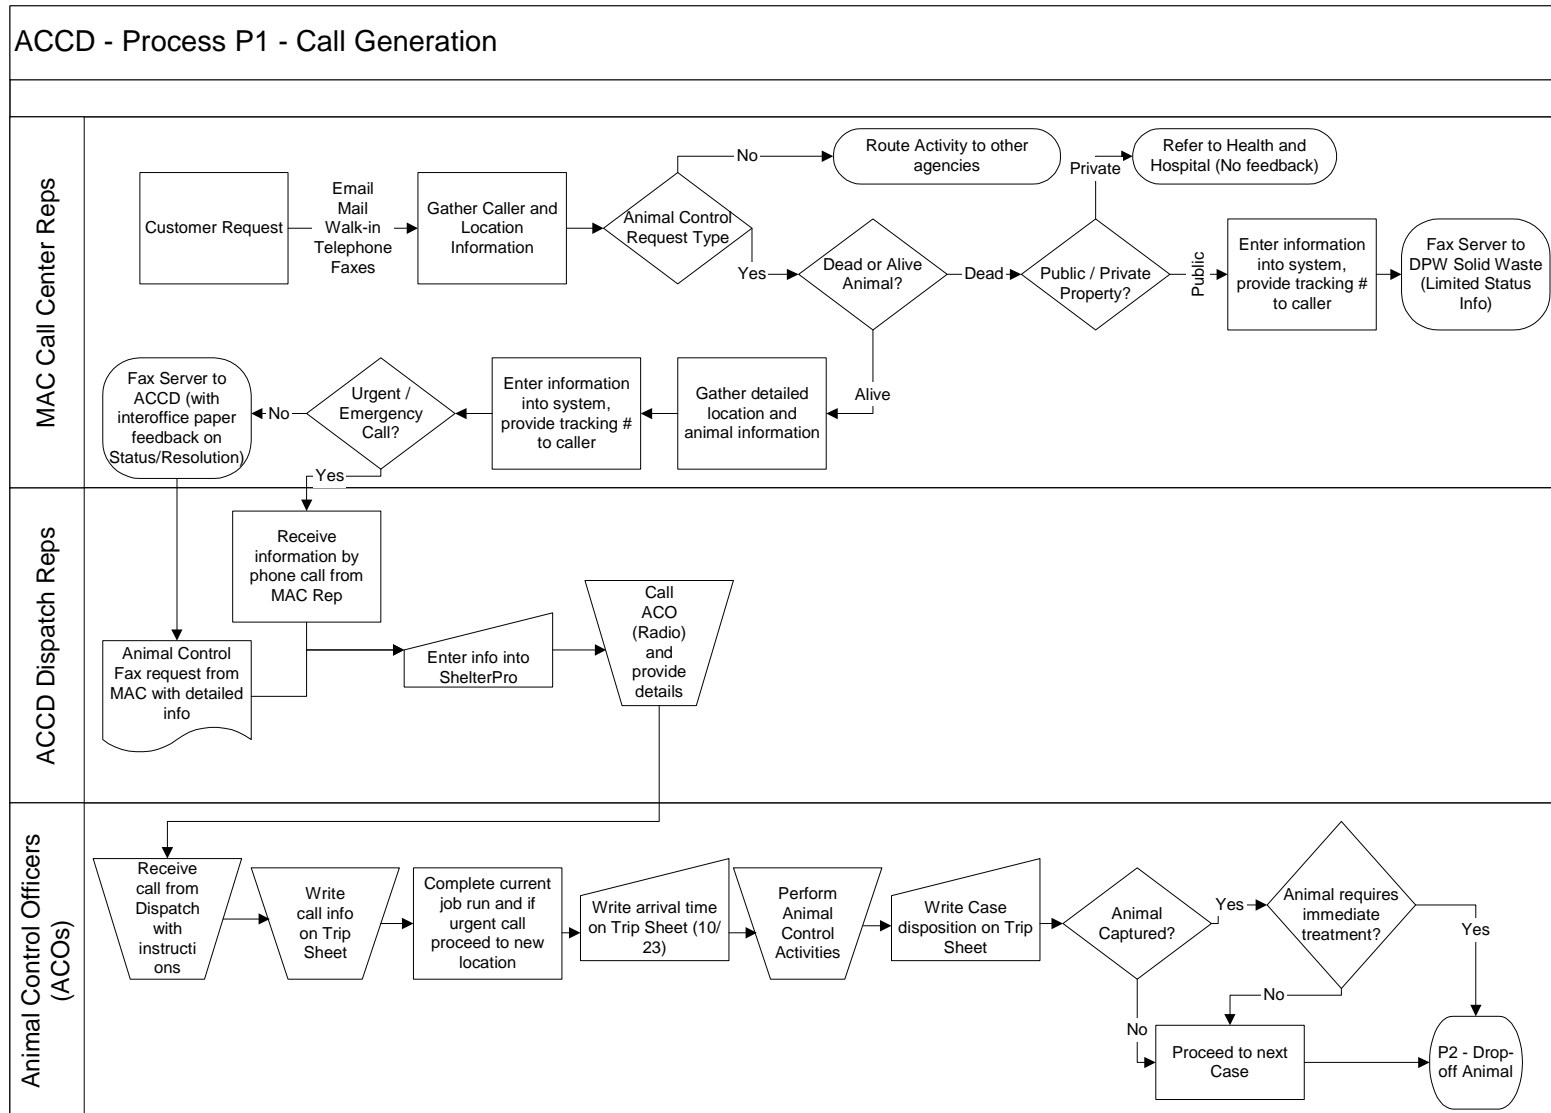 ACCD - Process P1 - Call Generation
MAC Call Center Reps
Customer Request
Email
Mail
Walk-in
Telephone
Faxes
Gather Caller and
Location
Information
Animal Control
Request Type
No
Route Activity to other
agencies
Yes
Dead or Alive
Animal?
Dead
Public / Private
Property?
Private
Refer to Health and
Hospital (No feedback)
Public
Enter information
into system,
provide tracking #
to caller
Fax Server to
DPW Solid Waste
(Limited Status
Info)
Alive
Gather detailed
location and
animal information
Enter information
into system,
provide tracking #
to caller
Urgent /
Emergency
Call?
No
Fax Server to
ACCD (with
interoffice paper
feedback on
Status/Resolution)
Yes
ACCD Dispatch Reps
Receive
information by
phone call from
MAC Rep
Animal Control
Fax request from
MAC with detailed
info
Enter info into
ShelterPro
Call
ACO
(Radio)
and
provide
details
Animal Control Officers
(ACOs)
Receive
call from
Dispatch
with
instructi
ons
Write
call info
on Trip
Sheet
Complete current
job run and if
urgent call
proceed to new
location
Write arrival time
on Trip Sheet (10/
23)
Perform
Animal
Control
Activities
Write Case
disposition on Trip
Sheet
Animal
Captured?
Yes
Animal requires
immediate
treatment?
Yes
No
No
Proceed to next
Case
P2 - Drop-
off Animal